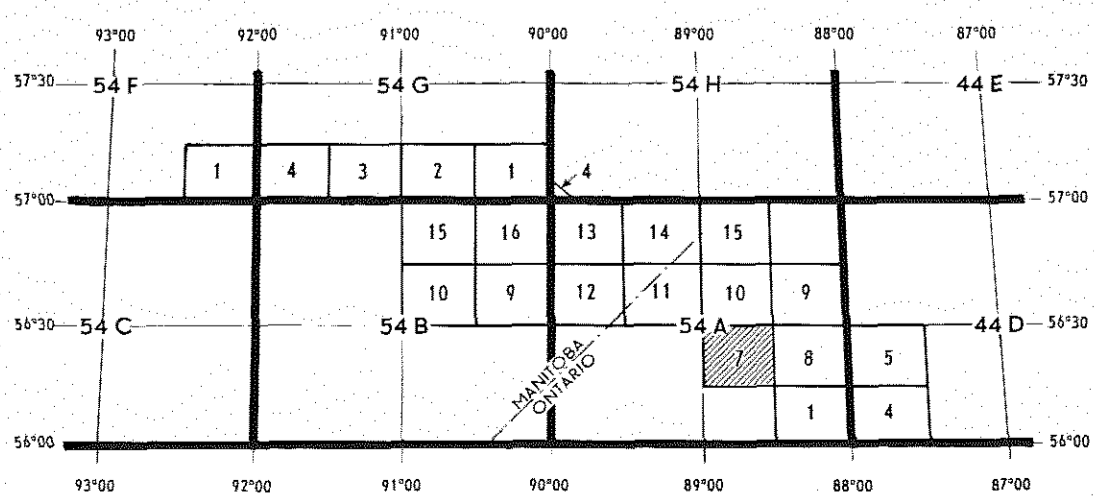 93°00 92°00 91°00 90°00 89°00 88°00 87°00
57°30 54 F 54 G 54 H 44 E 57°30
1 4 3 2 1 4
57°00 57°00
15 16 13 14 15
10 9 12 11 10 9
56°30 54 C 54 B 54 A 44 D 56°30
7 8 5
MANITOBA
ONTARIO
1 4
56°00 56°00
93°00 92°00 91°00 90°00 89°00 88°00 87°00